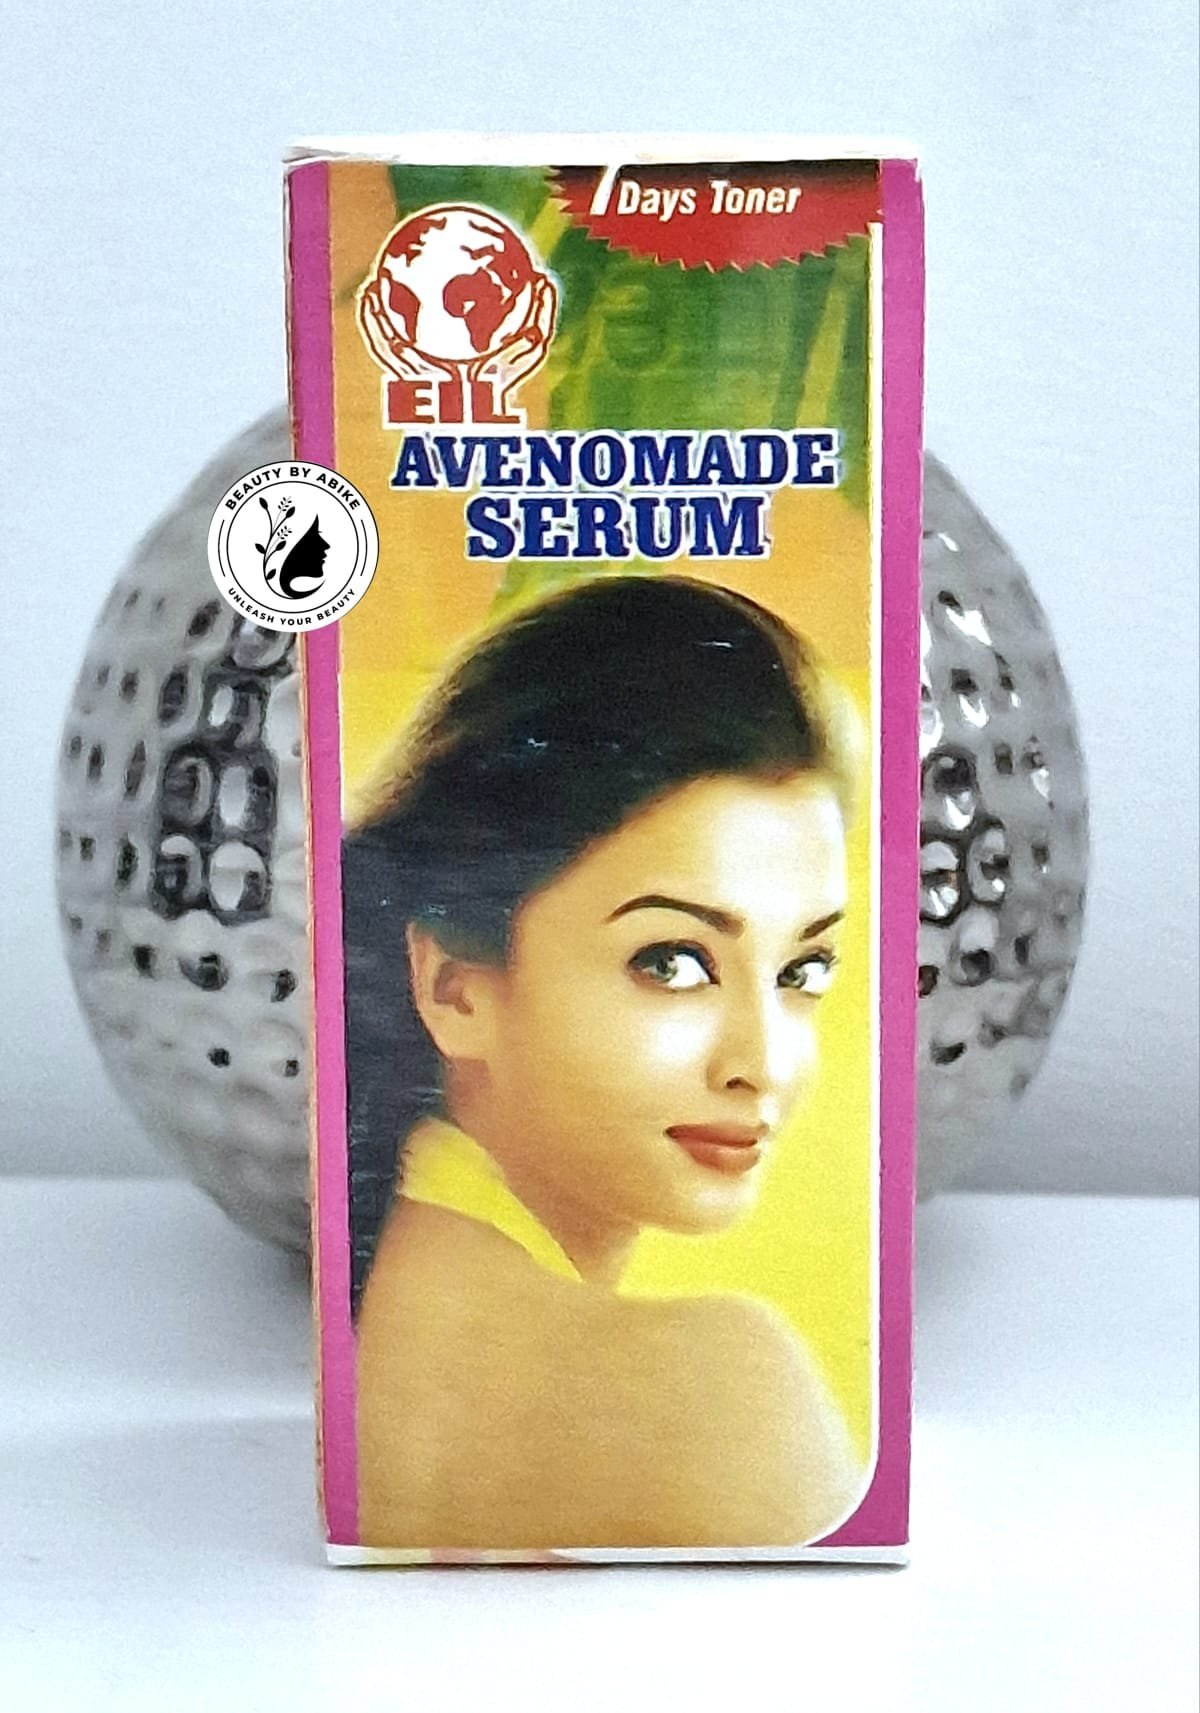 7
Days Toner
EIL
AVENOMADE
SERUM
BEAUTY BY ABIKE
UNLEASH YOUR BEAUTY